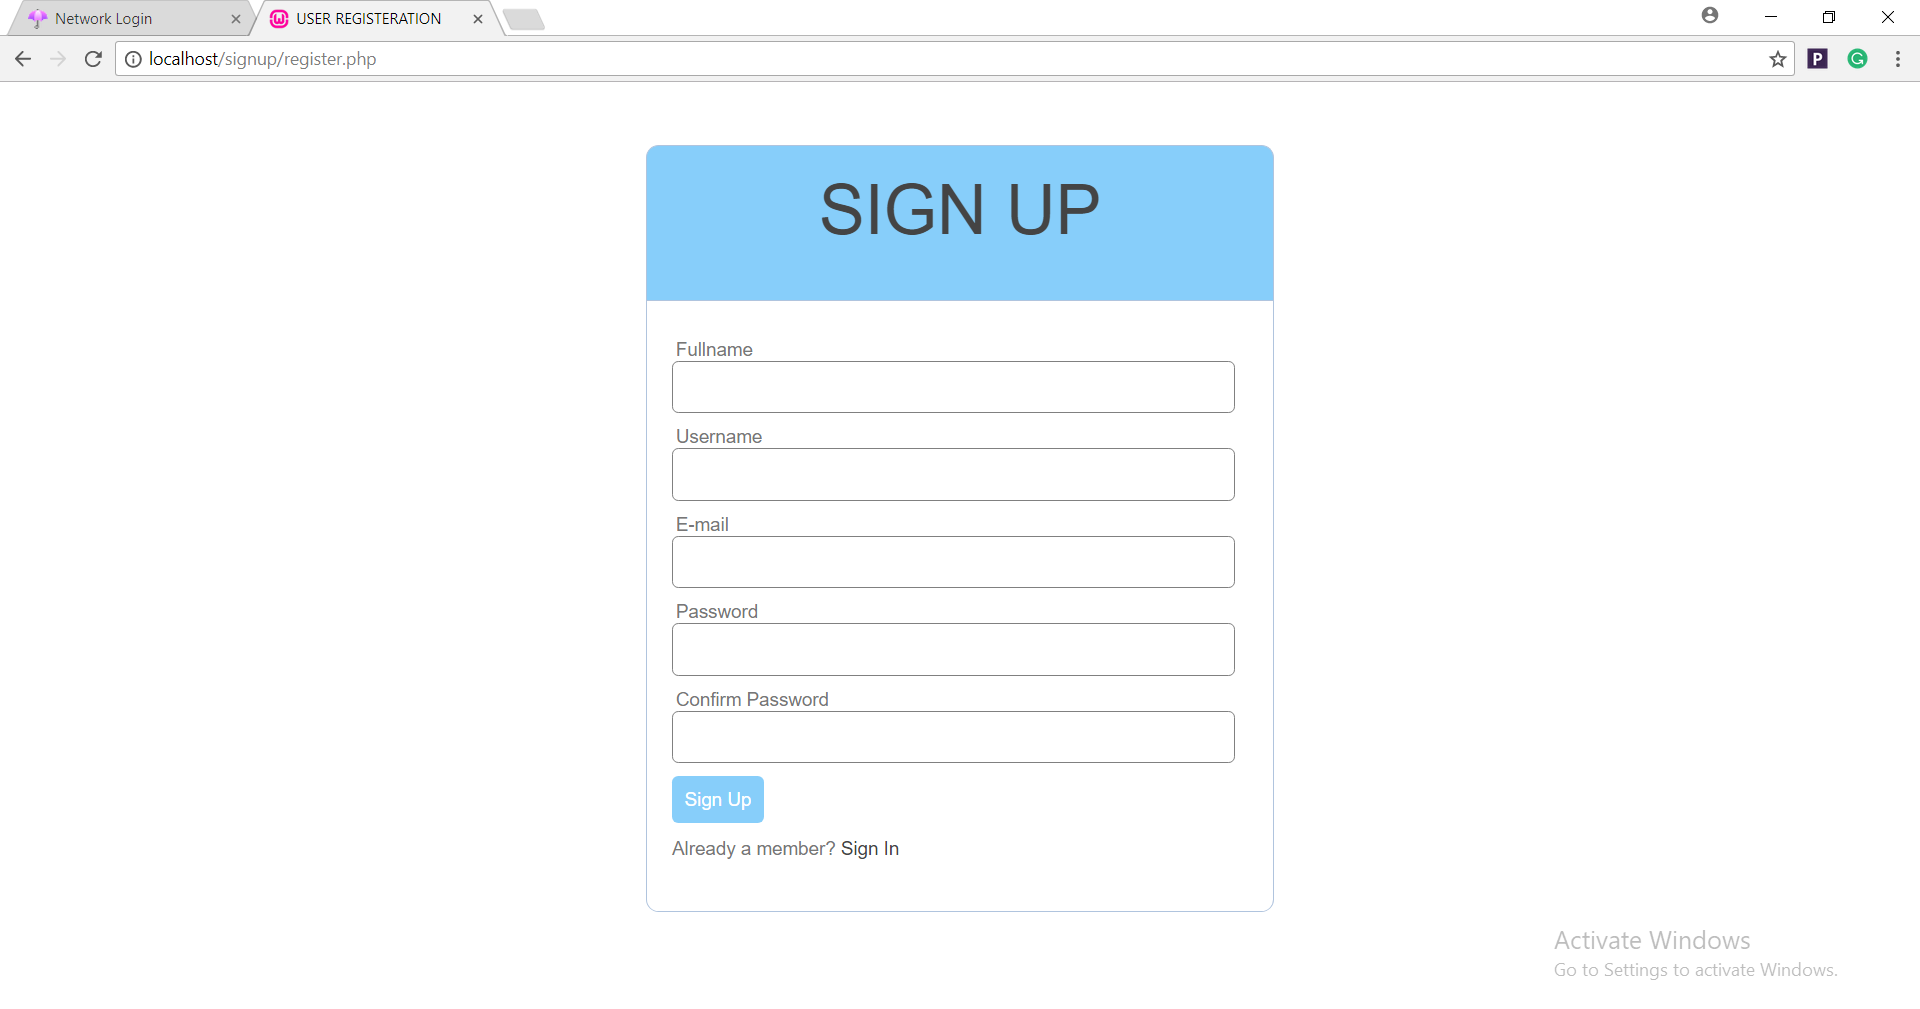 Network Login
USER REGISTERATION
localhost/signup/register.php
P
G
SIGN UP
Fullname
Username
E-mail
Password
Confirm Password
Sign Up
Already a member? Sign In
Activate Windows
Go to Settings to activate Windows.